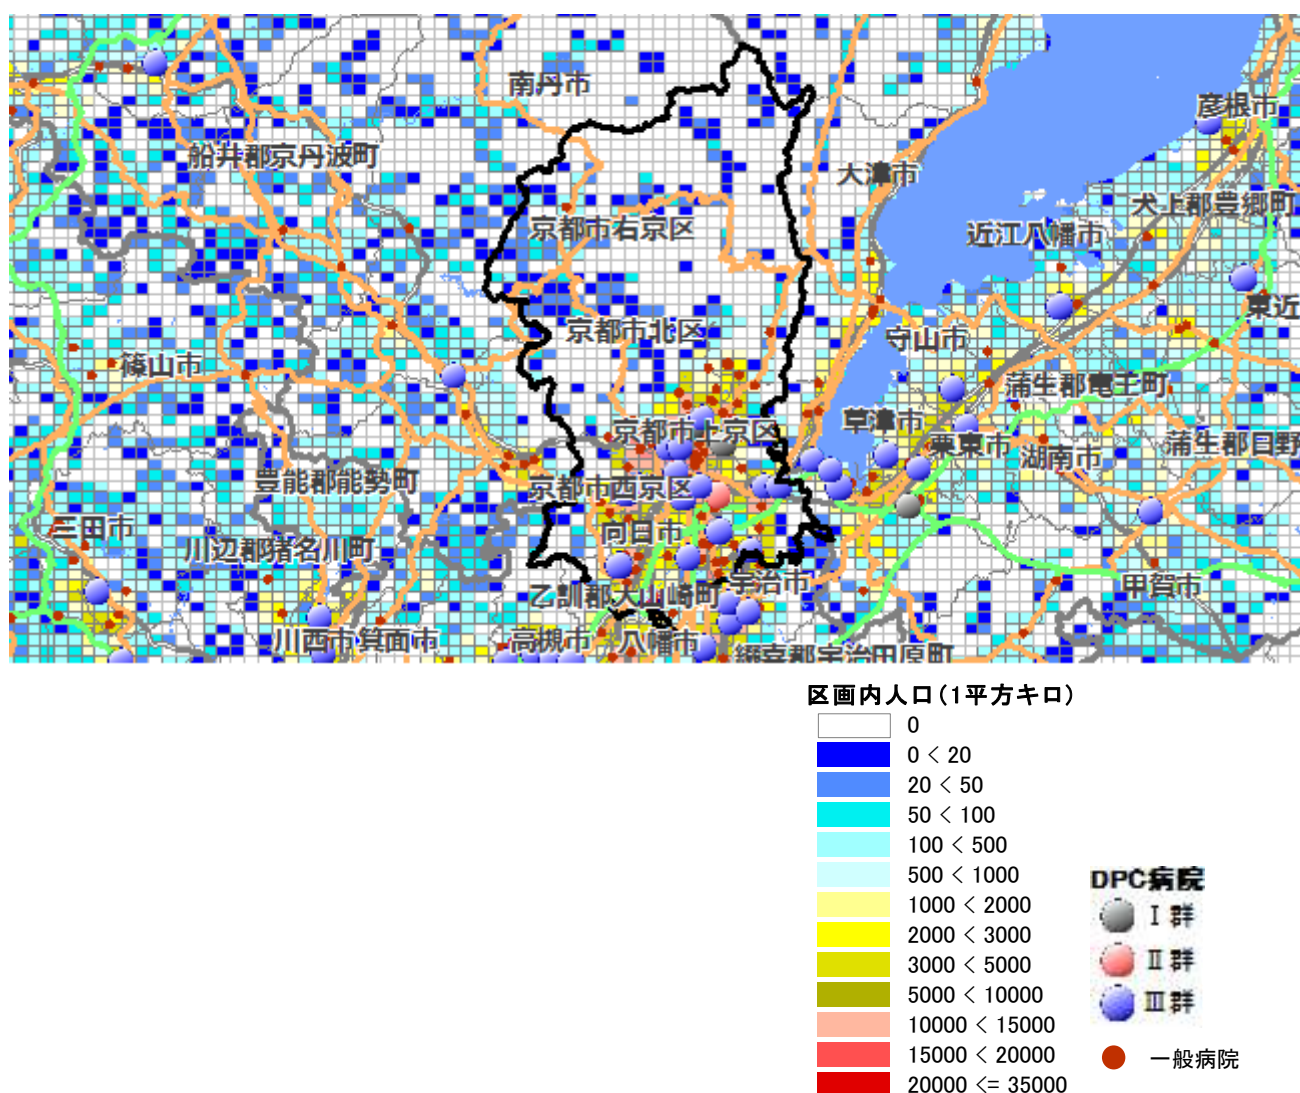 南丹市
彦根市
船井郡京丹波町
大津市
犬上郡豊郷町
京都市右京区
近江八幡市
東近
京都市北区
守山市
篠山市
蒲生郡竜王町
草津市
京都市上京区
栗東市
蒲生郡日野
湖南市
豊能郡能勢町
京都市西京区
三田市
向日市
川辺郡猪名川町
宇治市
甲賀市
乙訓郡大山崎町
川西市
箕面市
高槻市
八幡市
綴喜郡宇治田原町
区画内人口(1平方キロ)
0
0 < 20
20 < 50
50 < 100
100 < 500
500 < 1000
1000 < 2000
2000 < 3000
3000 < 5000
5000 < 10000
10000 < 15000
15000 < 20000
20000 <= 35000
DPC病院
Ⅰ群
Ⅱ群
Ⅲ群
一般病院